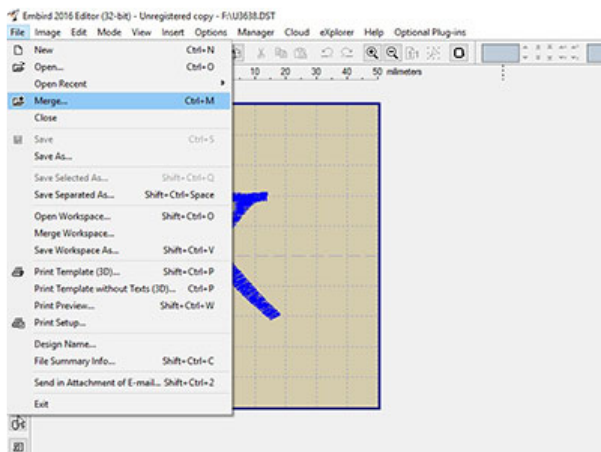 Embird 2016 Editor (32-bit) - Unregistered copy - F:\U3638.DST
File Image Edit Mode View Insert Options Manager Cloud eXplorer Help Optional Plug-ins
New Ctrl+N
Open... Ctrl+O
Open Recent
Merge... Ctrl+M
Close
Save Ctrl+S
Save As...
Save Selected As... Shift+Ctrl+Q
Save Separated As... Shift+Ctrl+Space
Open Workspace... Shift+Ctrl+O
Merge Workspace...
Save Workspace As... Shift+Ctrl+V
Print Template (3D)... Shift+Ctrl+P
Print Template without Texts (3D)... Ctrl+P
Print Preview... Shift+Ctrl+W
Print Setup...
Design Name...
File Summary Info... Shift+Ctrl+C
Send in Attachment of E-mail... Shift+Ctrl+2
Exit
10 20 30 40 50 milimeters